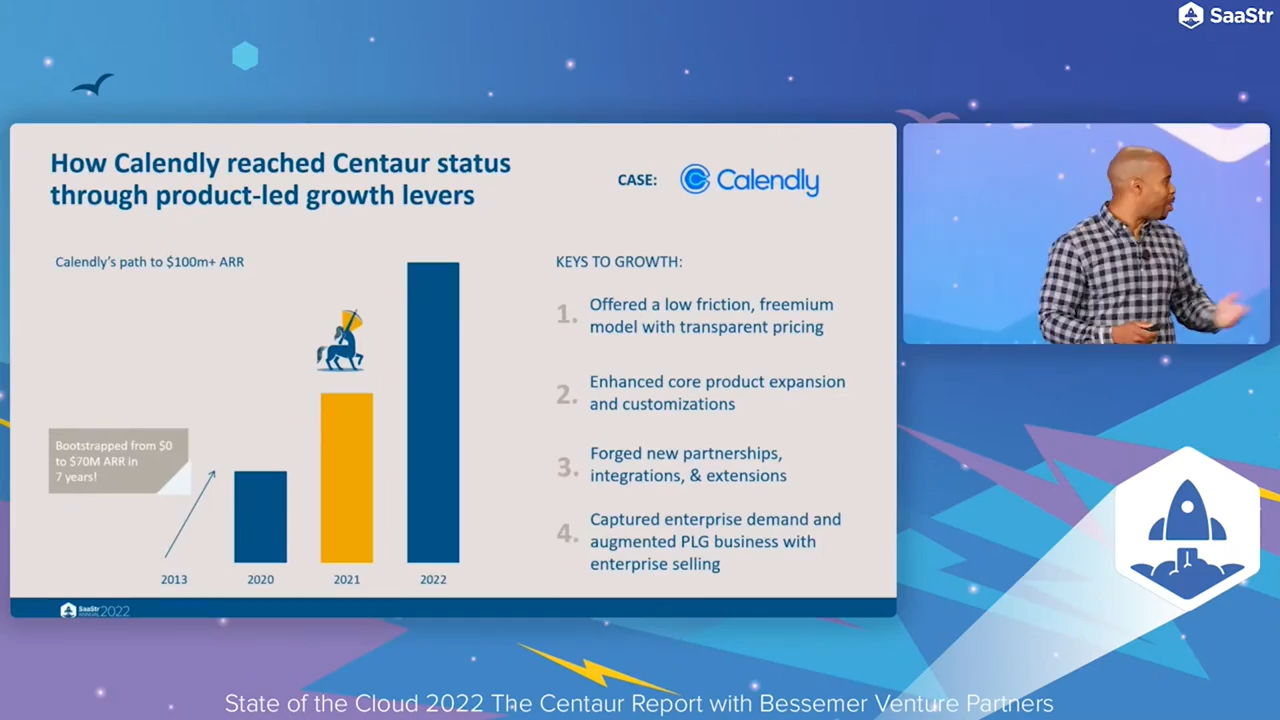 SaaStr
How Calendly reached Centaur status
through product-led growth levers
CASE:
Calendly
Calendly's path to $100m+ ARR
Bootstrapped from $0
to $70M ARR in
7 years!
2013
2020
2021
2022
KEYS TO GROWTH:
1. Offered a low friction, freemium
model with transparent pricing
2. Enhanced core product expansion
and customizations
3. Forged new partnerships,
integrations, & extensions
4. Captured enterprise demand and
augmented PLG business with
enterprise selling
SaaStr
ANNUAL 2022
State of the Cloud 2022 The Centaur Report with Bessemer Venture Partners